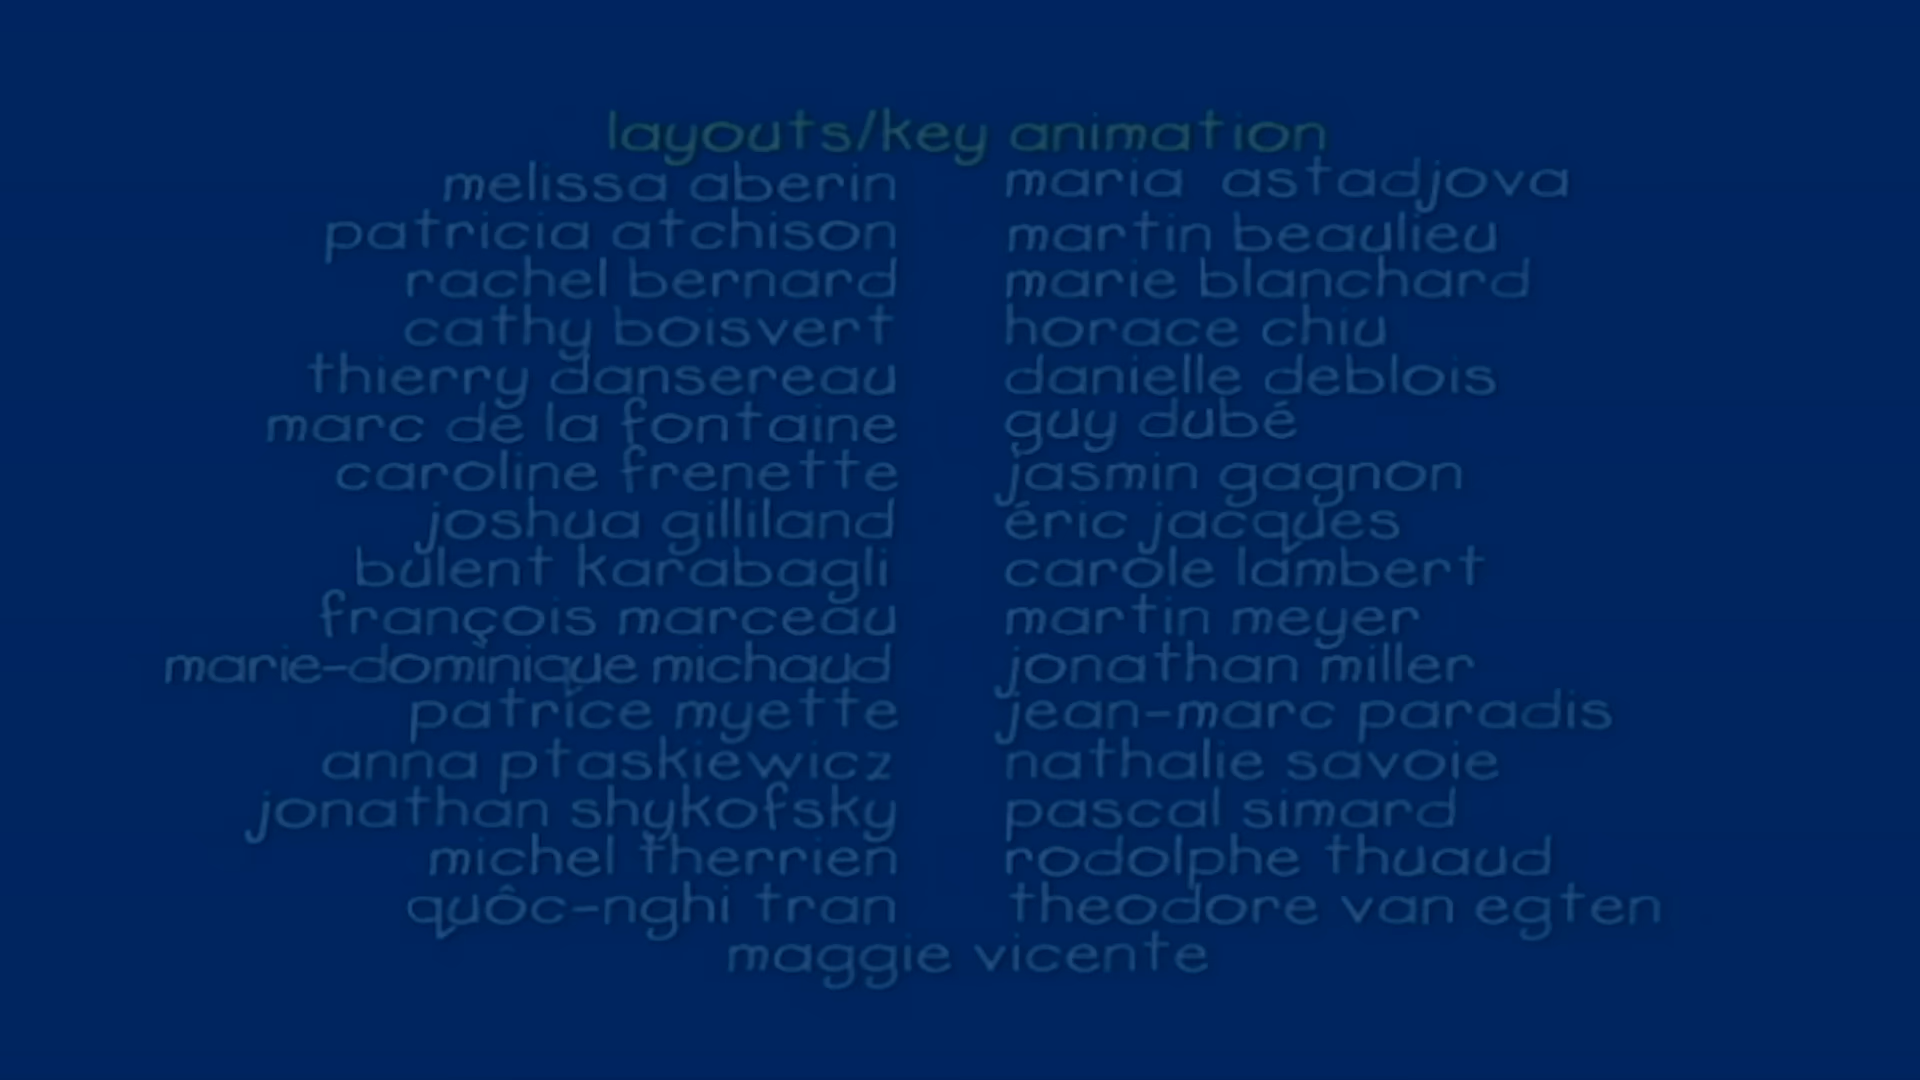 layouts/key animation
melissa aberin maria astadjova
patricia atchison martin beaulieu
rachel bernard marie blanchard
cathy boisvert horace chiu
thierry dansereau danielle deblois
marc de la fontaine guy dubé
caroline frenette jasmin gagnon
joshua gilliland éric jacques
bulent karabagli carole lambert
françois marceau martin meyer
marie-dominique michaud jonathan miller
patrice myette jean-marc paradis
anna ptaskiewicz nathalie savoie
jonathan shykofsky pascal simard
michel therrien rodolphe thuaud
quôc-nghi tran theodore van egten
maggie vicente